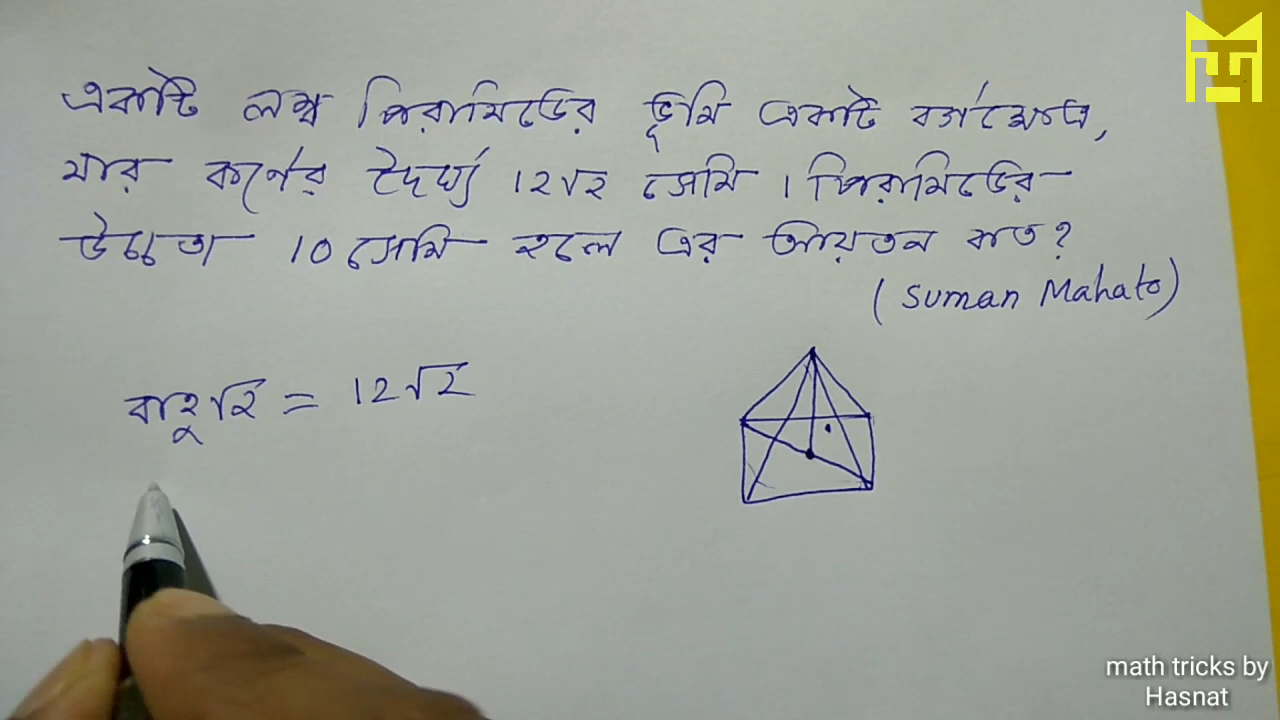 একটি লম্ব পিরামিডের ভূমি একটি বর্গক্ষেত্র,
যার কর্ণের দৈর্ঘ্য 12√2 সেমি । পিরামিডের
উচ্চতা 10 সেমি হলে এর আয়তন কত?
(Suman Mahato)
বাহু√2 = 12√2
math tricks by
Hasnat